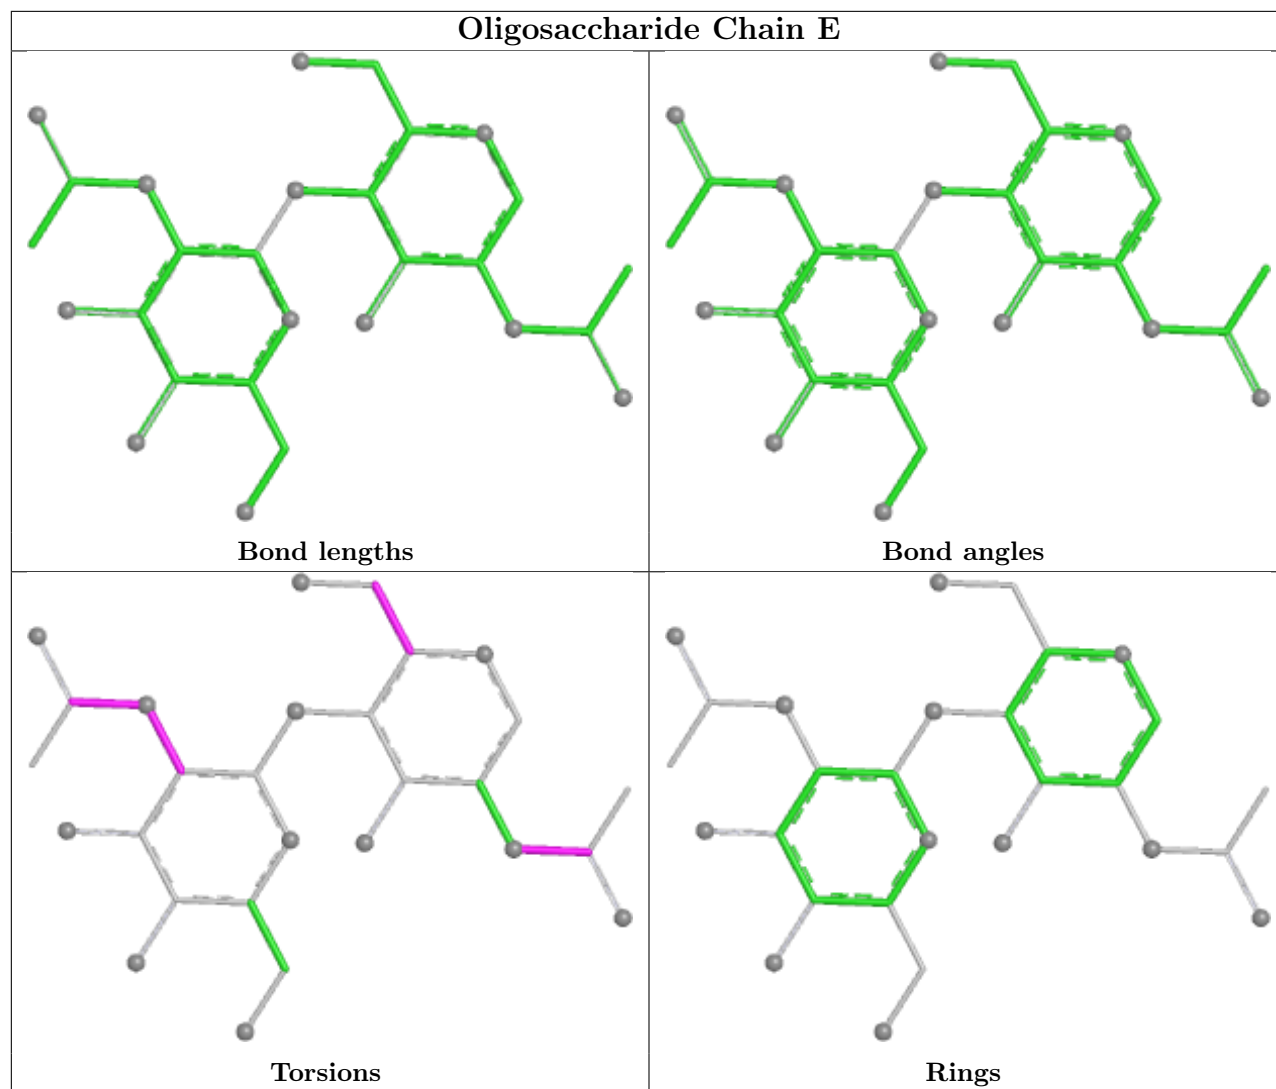 Oligosaccharide Chain E
Bond lengths
Bond angles
Torsions
Rings